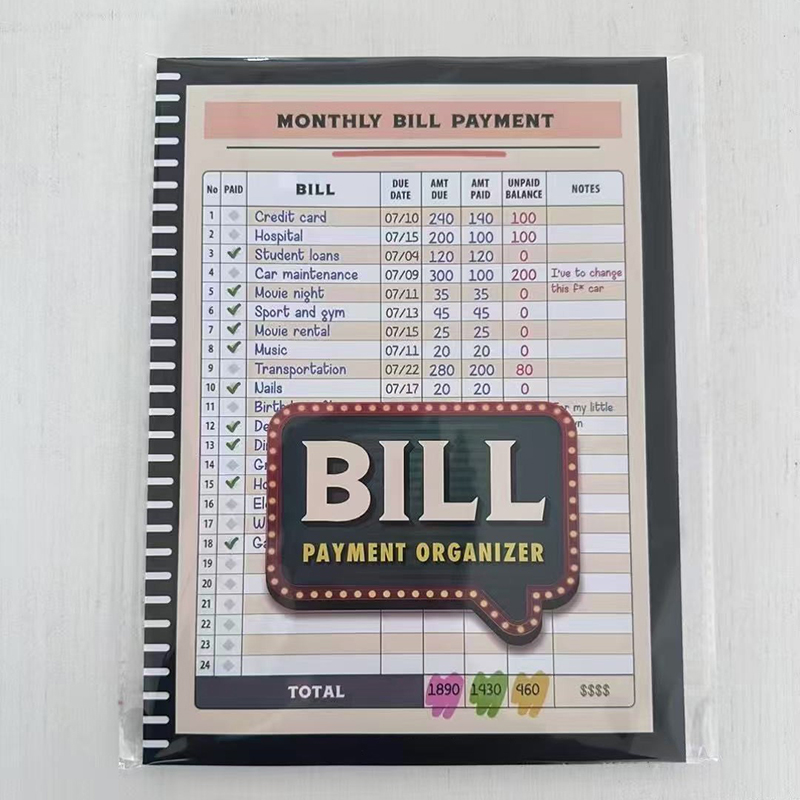 MONTHLY BILL PAYMENT
No PAID BILL DUE DATE AMT DUE AMT PAID UNPAID BALANCE NOTES
1 Credit card 07/10 240 140 100
2 Hospital 07/15 200 100 100
3 Student loans 07/04 120 120 0
4 Car maintenance 07/09 300 100 200 I've to change
5 Movie night 07/11 35 35 0 this f* car
6 Sport and gym 07/13 45 45 0
7 Movie rental 07/15 25 25 0
8 Music 07/11 20 20 0
9 Transportation 07/22 280 200 80
10 Nails 07/17 20 20 0
11 my little
12
13
14
15
16
17
18
19
20
21
22
23
24
BILL
PAYMENT ORGANIZER
TOTAL 1890 1430 460 $$$$